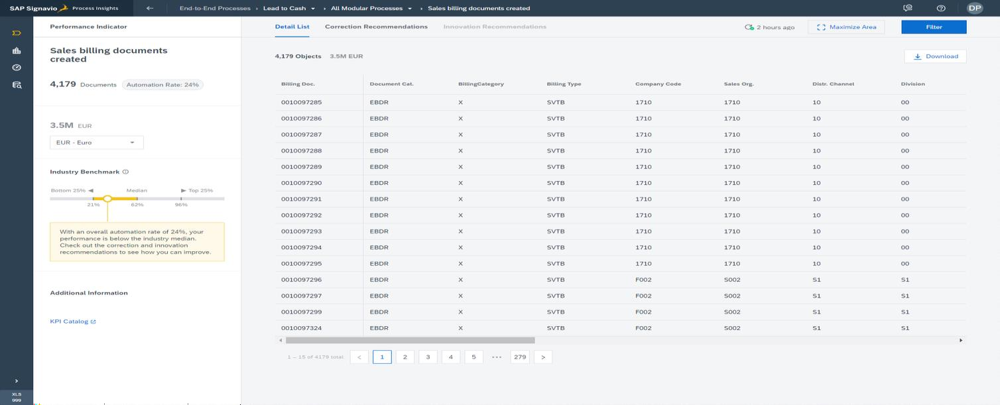 SAP Signavio Process Insights
End-to-End Processes › Lead to Cash › All Modular Processes › Sales billing documents created
DP
Performance Indicator
Sales billing documents
created
4,179 Documents Automation Rate: 24%
3.5M EUR
EUR - Euro
Industry Benchmark
Bottom 25% Median Top 25%
21% 62% 96%
With an overall automation rate of 24%, your
performance is below the industry median.
Check out the correction and innovation
recommendations to see how you can improve.
Additional Information
KPI Catalog
XLS
999
Detail List Correction Recommendations Innovation Recommendations
2 hours ago Maximize Area Filter
4,179 Objects 3.5M EUR Download
Billing Doc. Document Cat. BillingCategory Billing Type Company Code Sales Org. Distr. Channel Division
0010097285 EBDR X SVTB 1710 1710 10 00
0010097286 EBDR X SVTB 1710 1710 10 00
0010097287 EBDR X SVTB 1710 1710 10 00
0010097288 EBDR X SVTB 1710 1710 10 00
0010097289 EBDR X SVTB 1710 1710 10 00
0010097290 EBDR X SVTB 1710 1710 10 00
0010097291 EBDR X SVTB 1710 1710 10 00
0010097292 EBDR X SVTB 1710 1710 10 00
0010097293 EBDR X SVTB 1710 1710 10 00
0010097294 EBDR X SVTB 1710 1710 10 00
0010097295 EBDR X SVTB 1710 1710 10 00
0010097296 EBDR X SVTB F002 S002 S1 S1
0010097297 EBDR X SVTB F002 S002 S1 S1
0010097299 EBDR X SVTB F002 S002 S1 S1
0010097324 EBDR X SVTB F002 S002 S1 S1
1 – 15 of 4179 total < 1 2 3 4 5 ••• 279 >